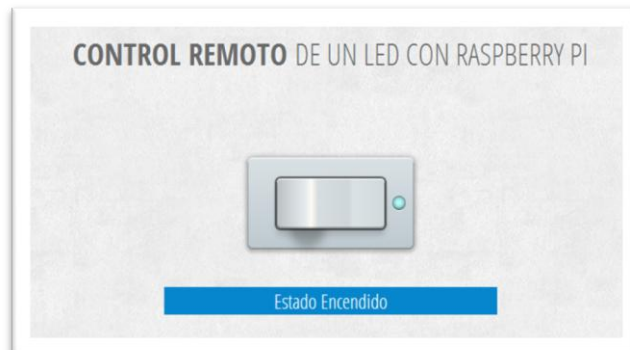 CONTROL REMOTO DE UN LED CON RASPBERRY PI
Estado Encendido